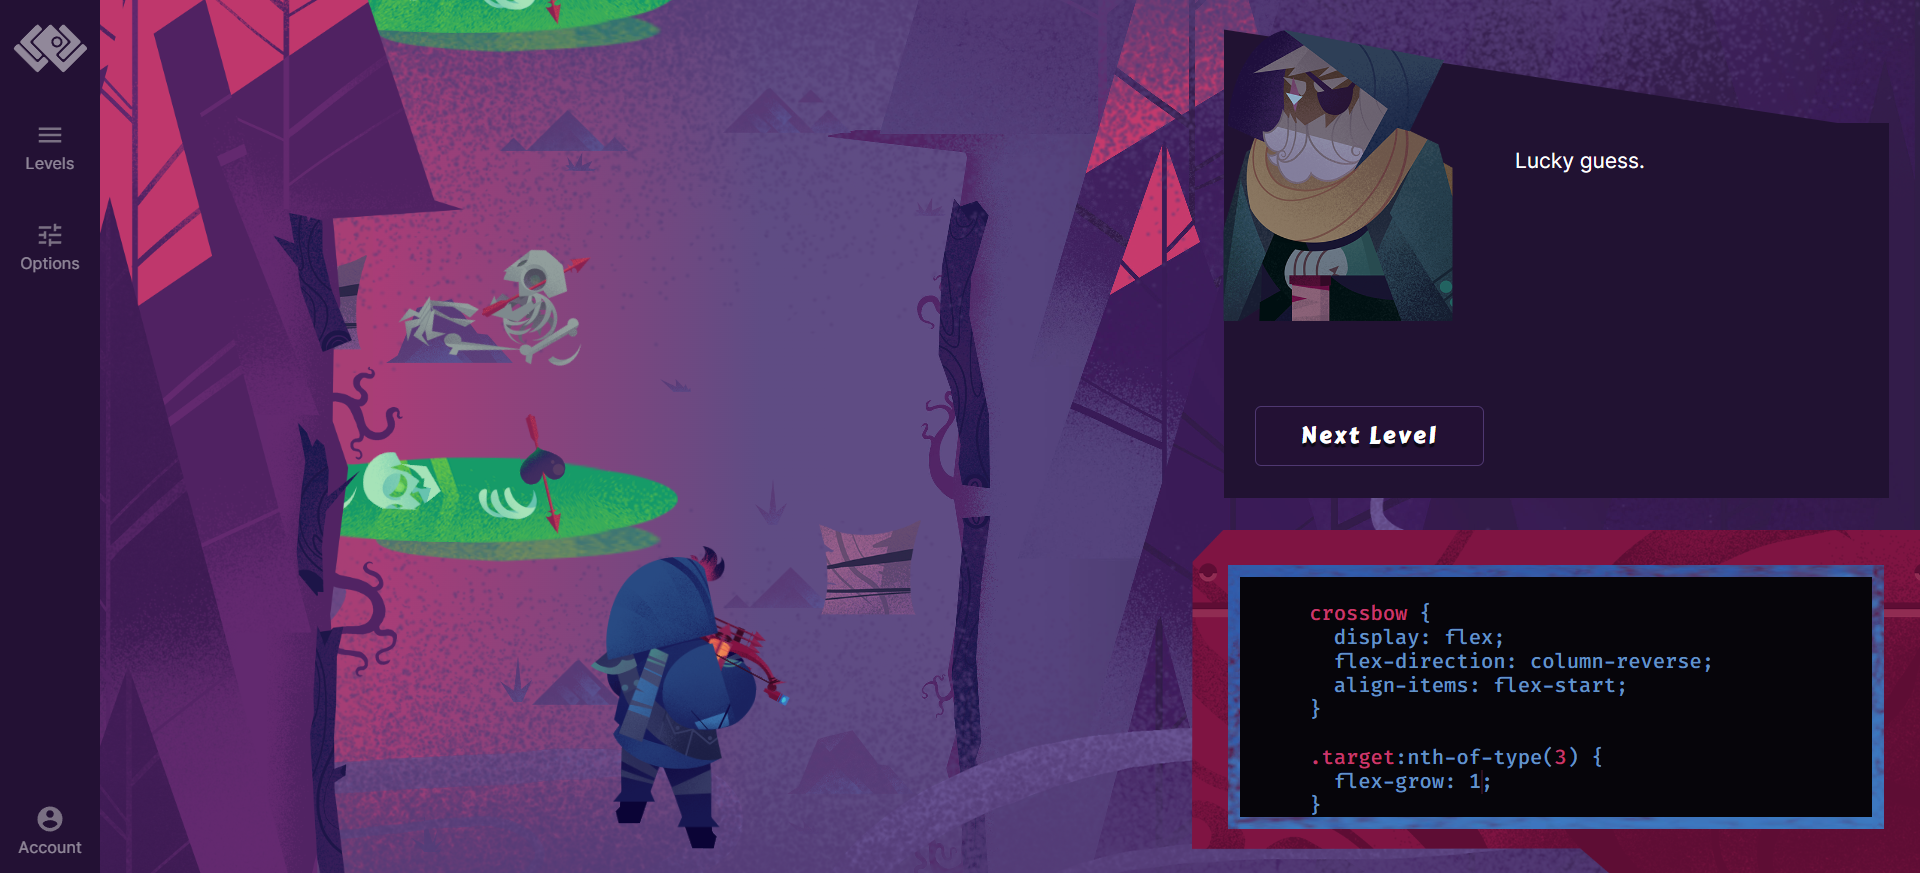 Levels
Options
Account
Lucky guess.
Next Level
crossbow {
display: flex;
flex-direction: column-reverse;
align-items: flex-start;
}
.target:nth-of-type(3) {
flex-grow: 1;
}